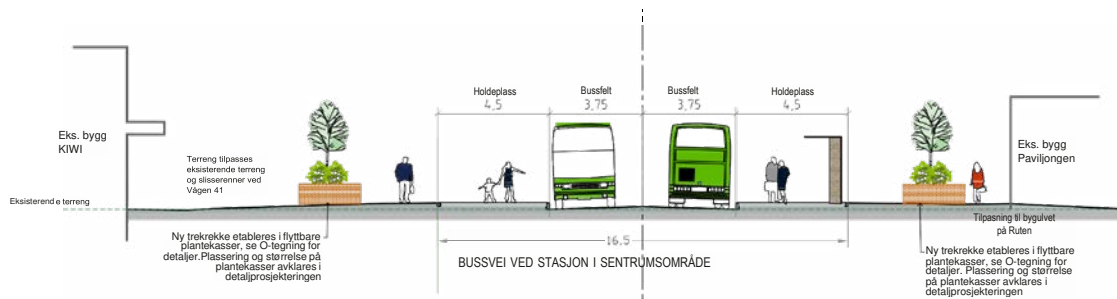 Holdeplass
Bussfelt
Bussfelt
Holdeplass
4,5
3,75
3,75
4,5
Eks. bygg
KIWI
Terreng tilpasses
eksisterende terreng
og slisserenner ved
Vågen 41
Eks. bygg
Paviljongen
Eksisterende terreng
Tilpasning til bygulvet
på Ruten
Ny trekrekke etableres i flyttbare
plantekasser, se O-tegning for
detaljer.Plassering og størrelse på
plantekasser avklares i
detaljprosjekteringen
16,5
BUSSVEI VED STASJON I SENTRUMSOMRÅDE
Ny trekrekke etableres i flyttbare
plantekasser, se O-tegning for
detaljer. Plassering og størrelse
på plantekasser avklares i
detaljprosjekteringen